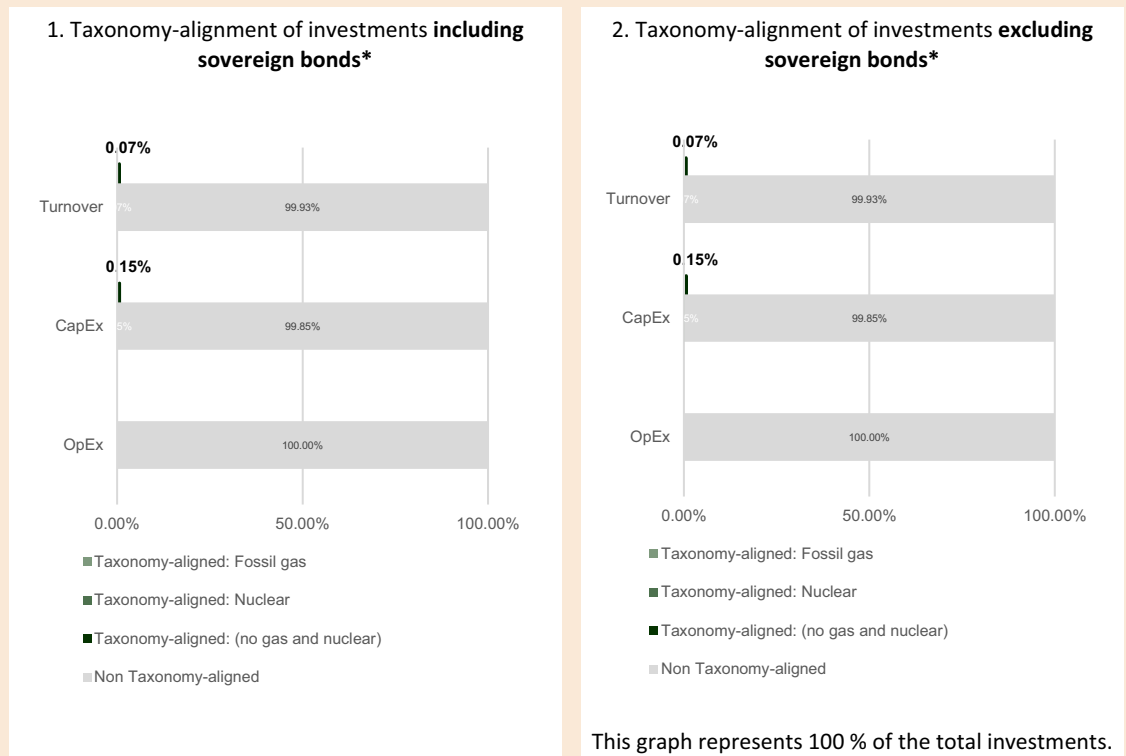 1. Taxonomy-alignment of investments including
sovereign bonds*
0.07%
Turnover
7%
99.93%
0.15%
CapEx
5%
99.85%
OpEx
100.00%
0.00%
50.00%
100.00%
Taxonomy-aligned: Fossil gas
Taxonomy-aligned: Nuclear
Taxonomy-aligned: (no gas and nuclear)
Non Taxonomy-aligned
2. Taxonomy-alignment of investments excluding
sovereign bonds*
0.07%
Turnover
7%
99.93%
0.15%
CapEx
5%
99.85%
OpEx
100.00%
0.00%
50.00%
100.00%
Taxonomy-aligned: Fossil gas
Taxonomy-aligned: Nuclear
Taxonomy-aligned: (no gas and nuclear)
Non Taxonomy-aligned
This graph represents 100 % of the total investments.